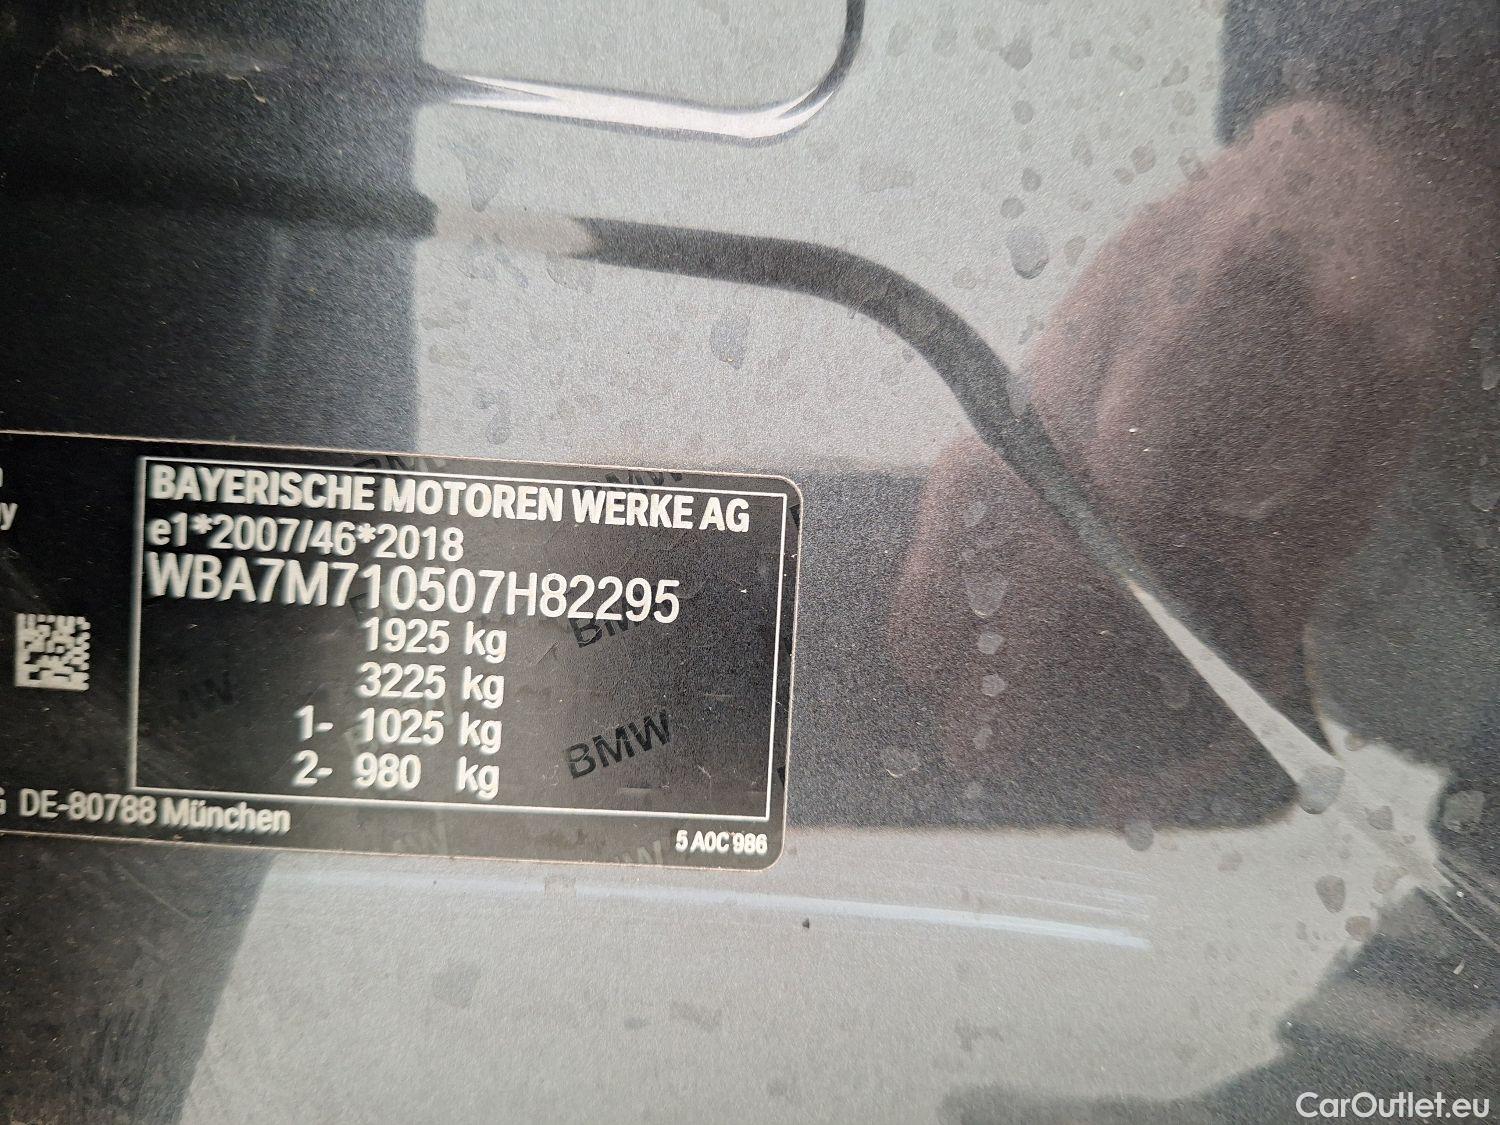 BAYERISCHE MOTOREN WERKE AG
e1*2007/46*2018
WBA7M710507H82295
1925 kg
3225 kg
1- 1025 kg
2- 980 kg
DE-80788 München
5 A0C 986
BMW
BMW
CarOutlet.eu